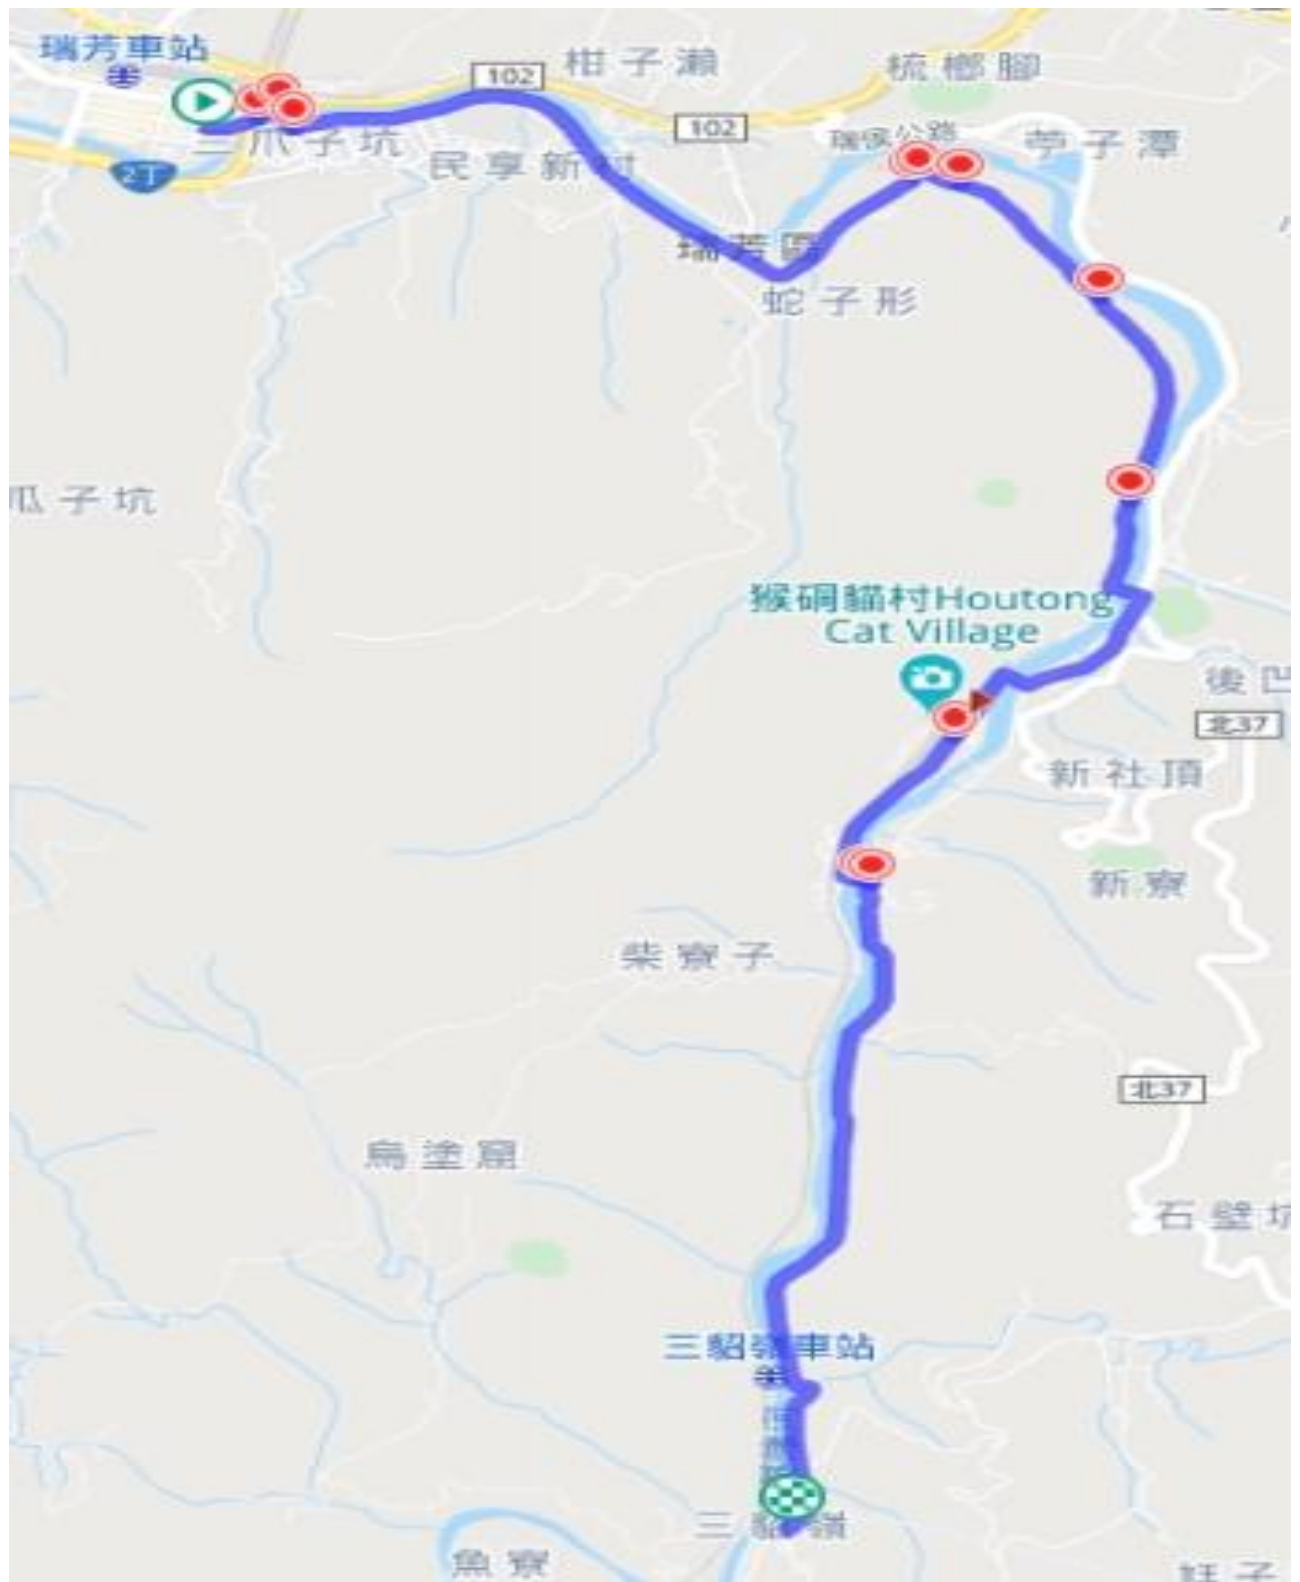 瑞芳車站
柑子瀨
梳榔腳
102
102
瑞侯公路
苧子潭
三爪子坑
民享新村
2丁
瑞芳區
蛇子形
瓜子坑
猴硐貓村Houtong
Cat Village
後凹
北37
新社頂
新寮
柴寮子
北37
烏塗窟
石壁坑
三貂嶺車站
三貂嶺
魚寮